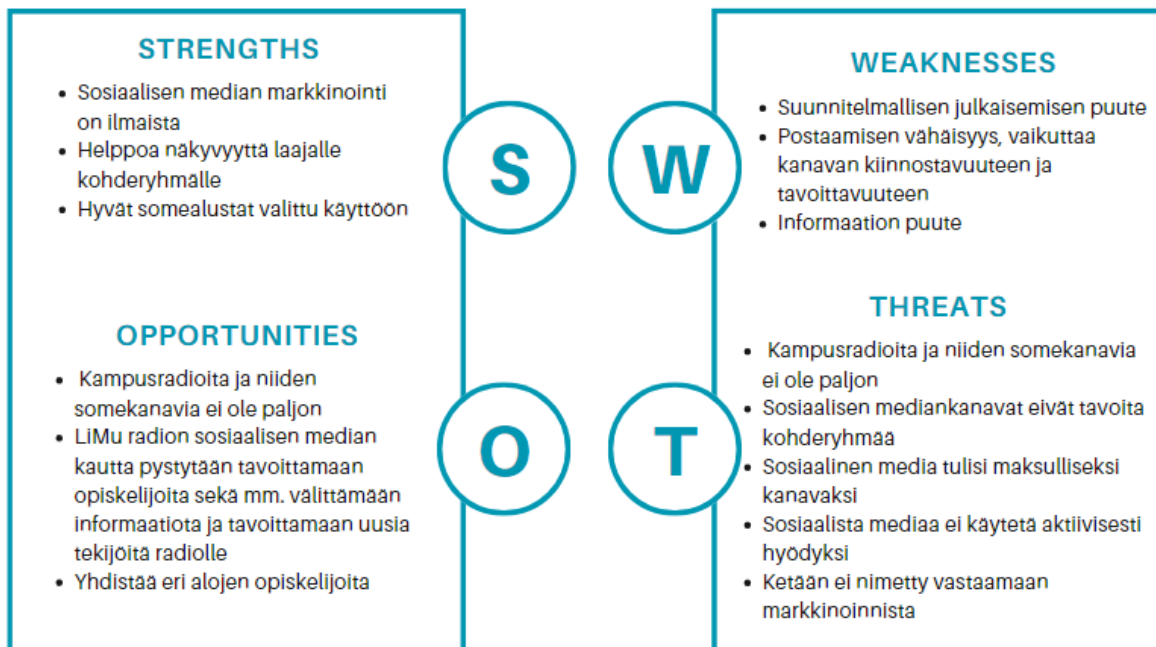 STRENGTHS
• Sosiaalisen median markkinointi
on ilmaista
• Helppoa näkyvyyttä laajalle
kohderyhmälle
• Hyvät somealustat valittu käyttöön
S
WEAKNESSES
• Suunnitelmallisen julkaisemisen puute
• Postaamisen vähäisyys, vaikuttaa
kanavan kiinnostavuuteen ja
tavoittavuuteen
• Informaation puute
W
OPPORTUNITIES
• Kampusradioita ja niiden
somekanavia ei ole paljon
• LiMu radion sosiaalisen median
kautta pystytään tavoittamaan
opiskelijoita sekä mm. välittämään
informaatiota ja tavoittamaan uusia
tekijöitä radiolle
• Yhdistää eri alojen opiskelijoita
O
THREATS
• Kampusradioita ja niiden somekanavia
ei ole paljon
• Sosiaalisen mediankanavat eivät tavoita
kohderyhmää
• Sosiaalinen media tulisi maksulliseksi
kanavaksi
• Sosiaalista mediaa ei käytetä aktiivisesti
hyödyksi
• Ketään ei nimetty vastaamaan
markkinoinnista
T